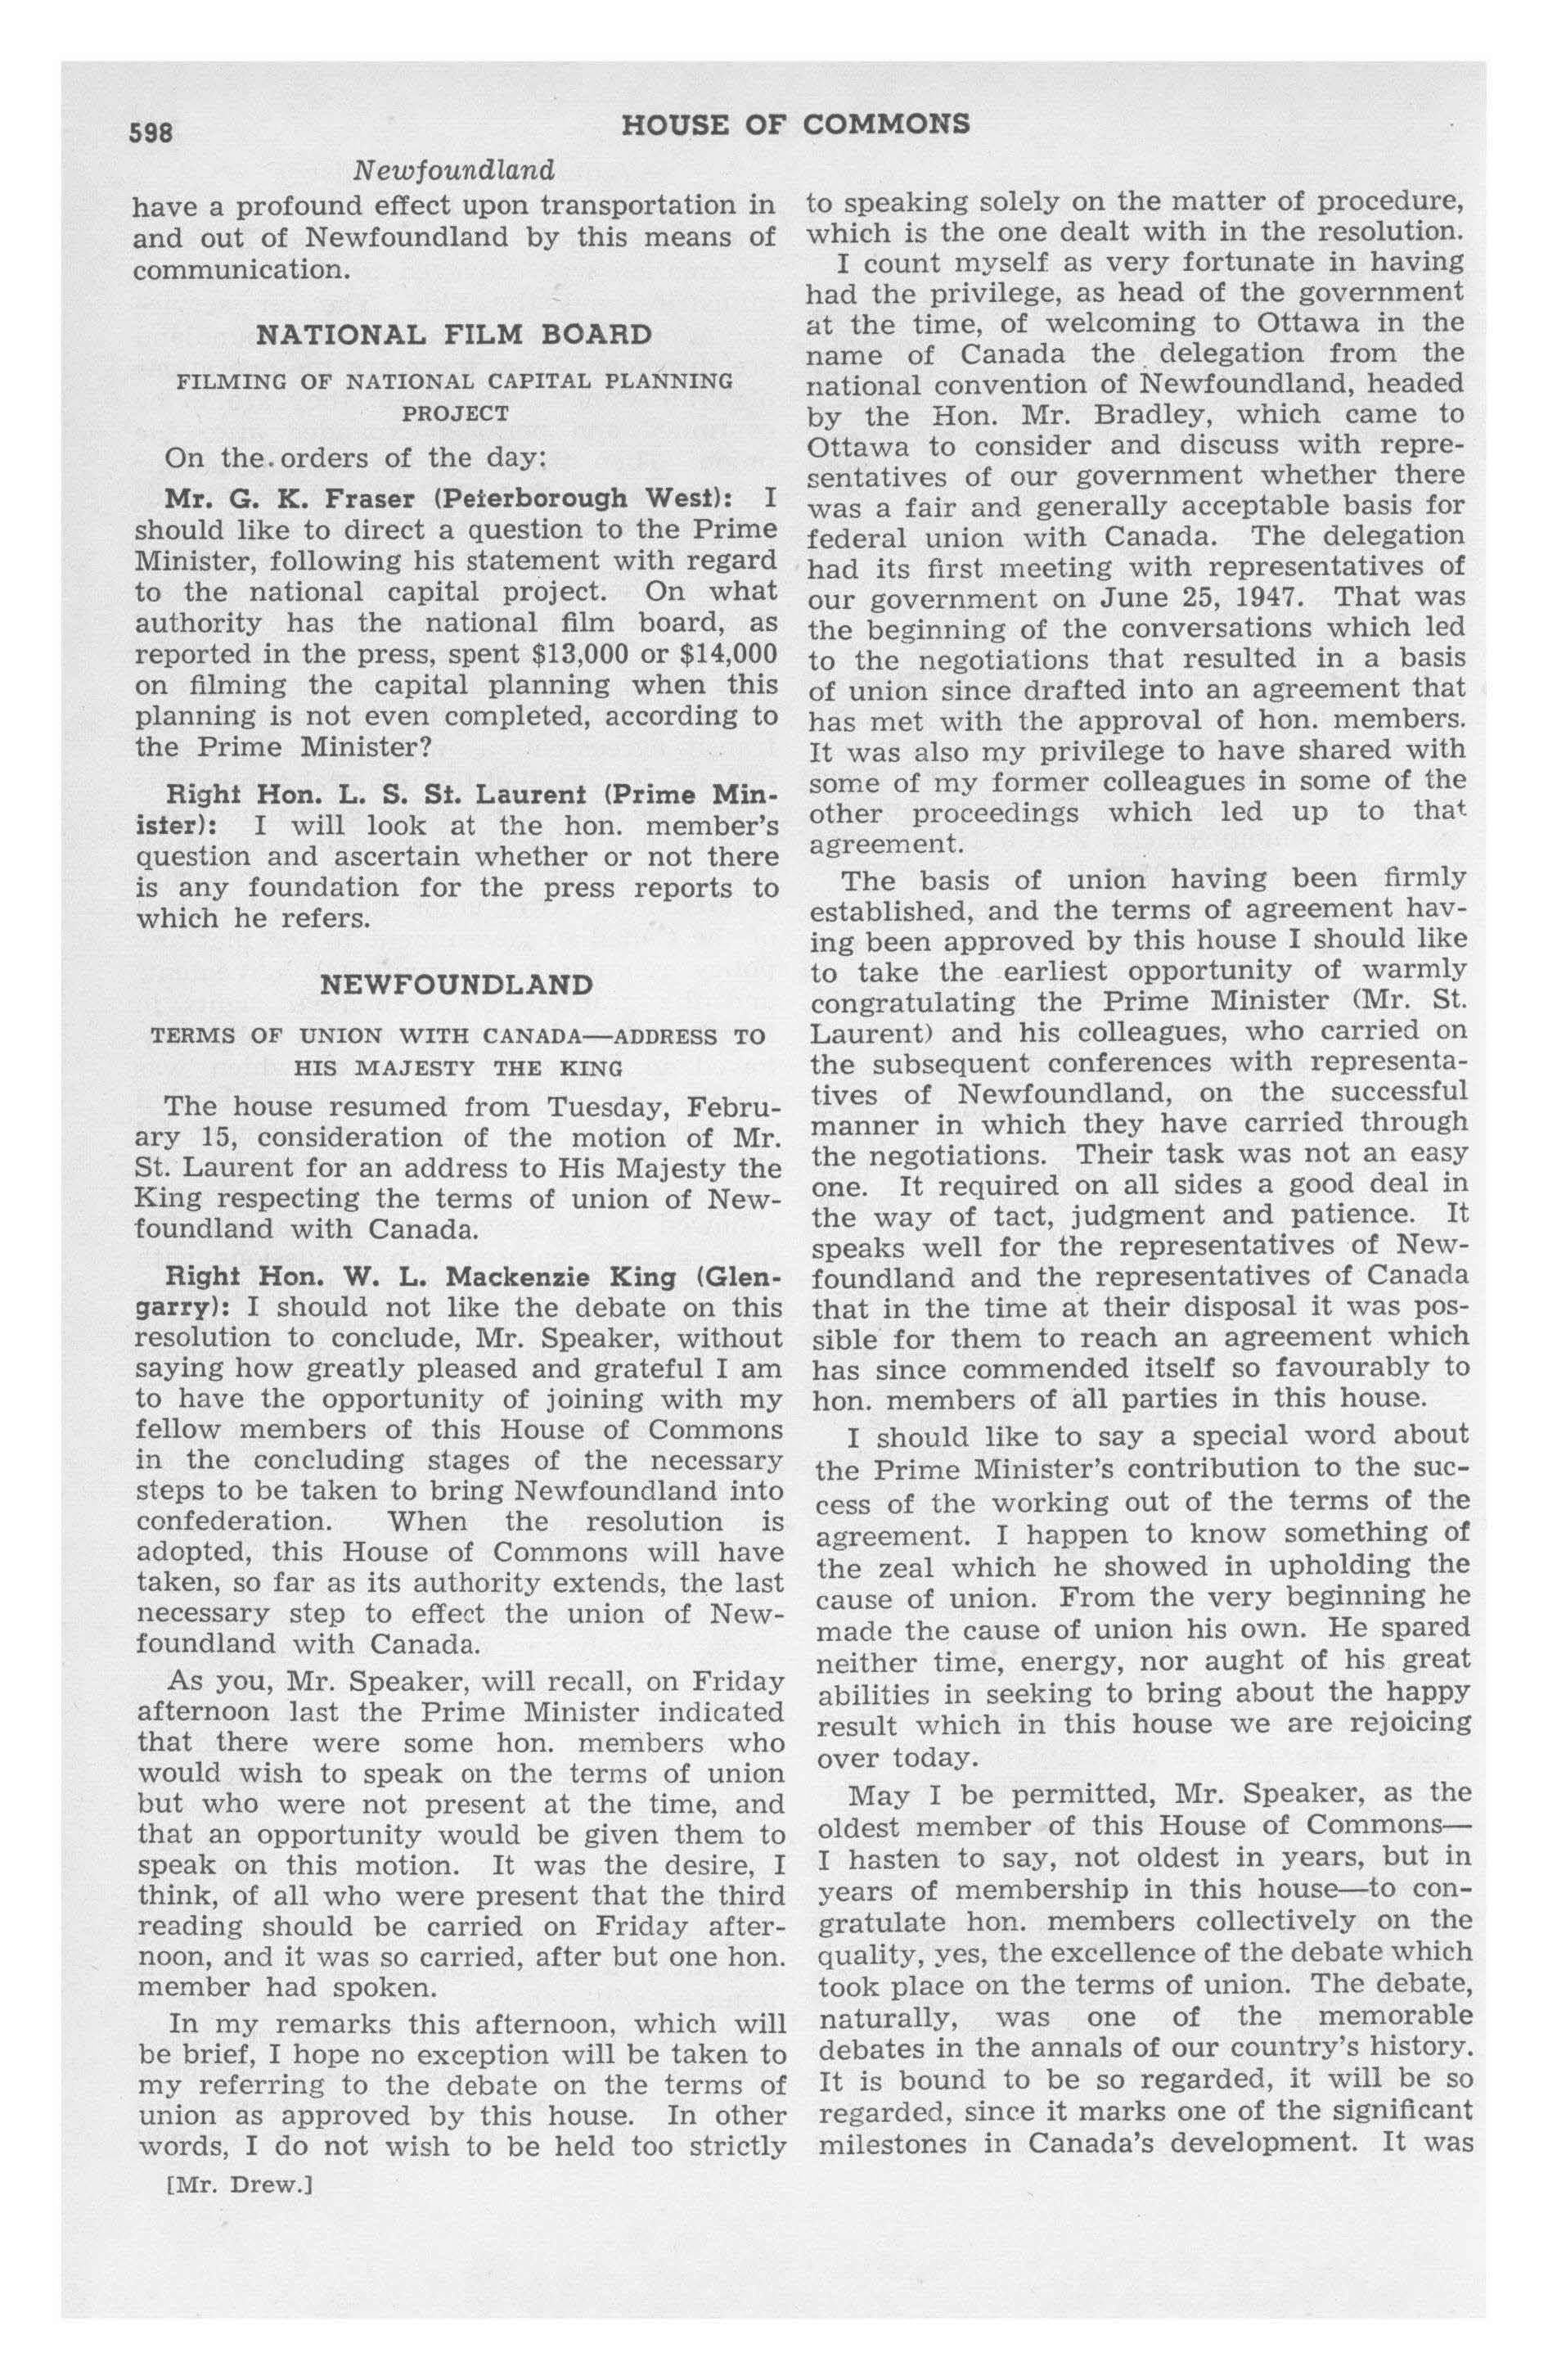 598
HOUSE OF COMMONS
Newfoundland
have a profound effect upon transportation in
and out of Newfoundland by this means of
communication.
NATIONAL FILM BOARD
FILMING OF NATIONAL CAPITAL PLANNING
PROJECT
On the orders of the day:
Mr. G. K. Fraser (Peterborough West): I
should like to direct a question to the Prime
Minister, following his statement with regard
to the national capital project. On what
authority has the national film board, as
reported in the press, spent $13,000 or $14,000
on filming the capital planning when this
planning is not even completed, according to
the Prime Minister?
Right Hon. L. S. St. Laurent (Prime Min-
ister): I will look at the hon. member's
question and ascertain whether or not there
is any foundation for the press reports to
which he refers.
NEWFOUNDLAND
TERMS OF UNION WITH CANADA—ADDRESS TO
HIS MAJESTY THE KING
The house resumed from Tuesday, Febru-
ary 15, consideration of the motion of Mr.
St. Laurent for an address to His Majesty the
King respecting the terms of union of New-
foundland with Canada.
Right Hon. W. L. Mackenzie King (Glen-
garry): I should not like the debate on this
resolution to conclude, Mr. Speaker, without
saying how greatly pleased and grateful I am
to have the opportunity of joining with my
fellow members of this House of Commons
in the concluding stages of the necessary
steps to be taken to bring Newfoundland into
confederation. When the resolution is
adopted, this House of Commons will have
taken, so far as its authority extends, the last
necessary step to effect the union of New-
foundland with Canada.
As you, Mr. Speaker, will recall, on Friday
afternoon last the Prime Minister indicated
that there were some hon. members who
would wish to speak on the terms of union
but who were not present at the time, and
that an opportunity would be given them to
speak on this motion. It was the desire, I
think, of all who were present that the third
reading should be carried on Friday after-
noon, and it was so carried, after but one hon.
member had spoken.
In my remarks this afternoon, which will
be brief, I hope no exception will be taken to
my referring to the debate on the terms of
union as approved by this house. In other
words, I do not wish to be held too strictly
[Mr. Drew.]
to speaking solely on the matter of procedure,
which is the one dealt with in the resolution.
I count myself as very fortunate in having
had the privilege, as head of the government
at the time, of welcoming to Ottawa in the
name of Canada the delegation from the
national convention of Newfoundland, headed
by the Hon. Mr. Bradley, which came to
Ottawa to consider and discuss with repre-
sentatives of our government whether there
was a fair and generally acceptable basis for
federal union with Canada. The delegation
had its first meeting with representatives of
our government on June 25, 1947. That was
the beginning of the conversations which led
to the negotiations that resulted in a basis
of union since drafted into an agreement that
has met with the approval of hon. members.
It was also my privilege to have shared with
some of my former colleagues in some of the
other proceedings which led up to that
agreement.
The basis of union having been firmly
established, and the terms of agreement hav-
ing been approved by this house I should like
to take the earliest opportunity of warmly
congratulating the Prime Minister (Mr. St.
Laurent) and his colleagues, who carried on
the subsequent conferences with representa-
tives of Newfoundland, on the successful
manner in which they have carried through
the negotiations. Their task was not an easy
one. It required on all sides a good deal in
the way of tact, judgment and patience. It
speaks well for the representatives of New-
foundland and the representatives of Canada
that in the time at their disposal it was pos-
sible for them to reach an agreement which
has since commended itself so favourably to
hon. members of all parties in this house.
I should like to say a special word about
the Prime Minister's contribution to the suc-
cess of the working out of the terms of the
agreement. I happen to know something of
the zeal which he showed in upholding the
cause of union. From the very beginning he
made the cause of union his own. He spared
neither time, energy, nor aught of his great
abilities in seeking to bring about the happy
result which in this house we are rejoicing
over today.
May I be permitted, Mr. Speaker, as the
oldest member of this House of Commons—
I hasten to say, not oldest in years, but in
years of membership in this house—to con-
gratulate hon. members collectively on the
quality, yes, the excellence of the debate which
took place on the terms of union. The debate,
naturally, was one of the memorable
debates in the annals of our country's history.
It is bound to be so regarded, it will be so
regarded, since it marks one of the significant
milestones in Canada's development. It was